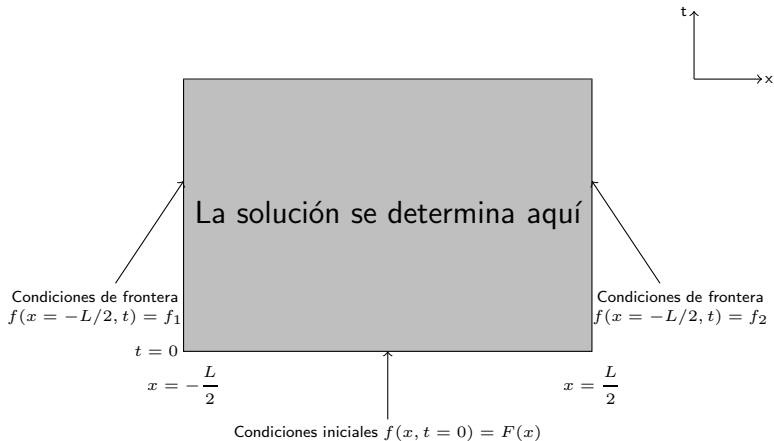 t
x
La solución se determina aquí
Condiciones de frontera
f(x = −L/2, t) = f₁
Condiciones de frontera
f(x = −L/2, t) = f₂
t = 0
x = −L/2
x = L/2
Condiciones iniciales f(x, t = 0) = F(x)